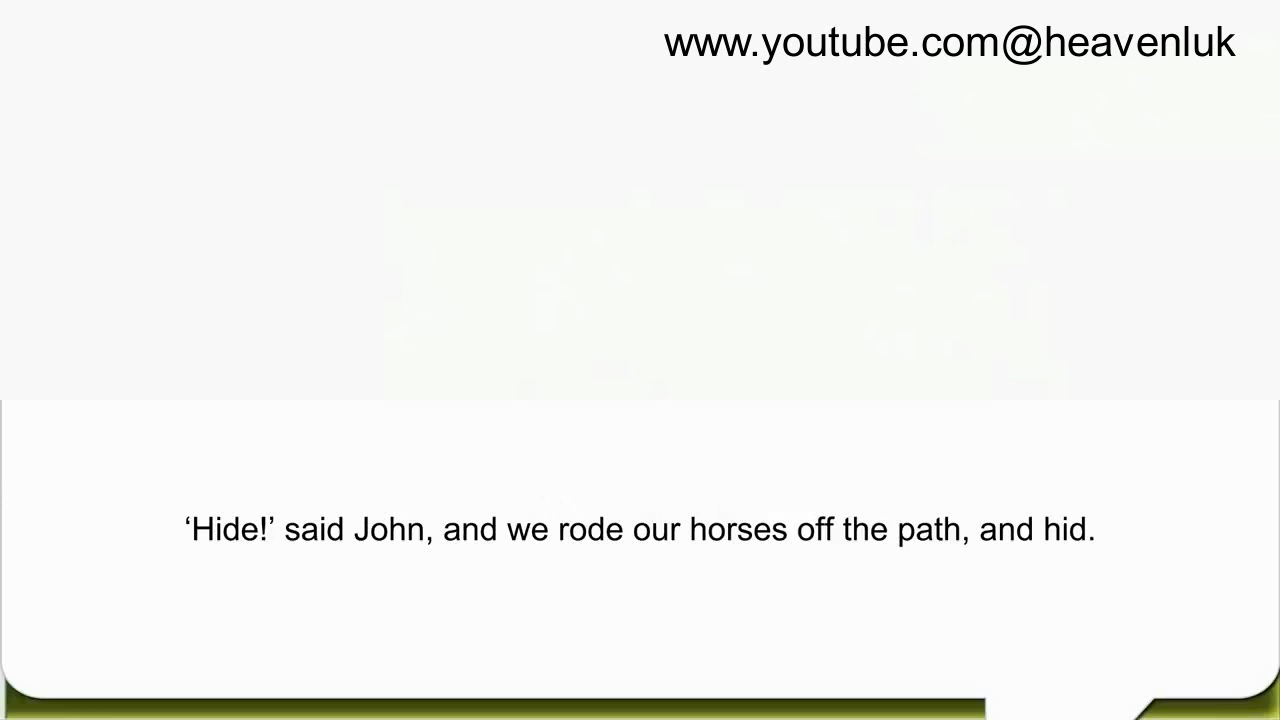 www.youtube.com@heavenluk
‘Hide!’ said John, and we rode our horses off the path, and hid.